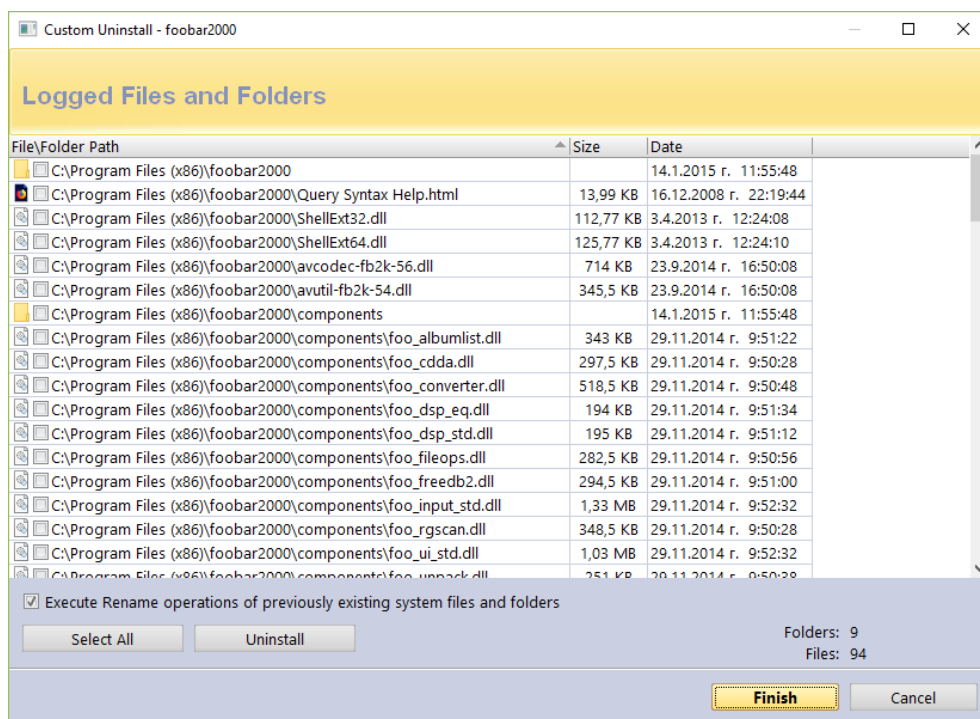 Custom Uninstall - foobar2000
Logged Files and Folders
File\Folder Path Size Date
C:\Program Files (x86)\foobar2000 14.1.2015 г. 11:55:48
C:\Program Files (x86)\foobar2000\Query Syntax Help.html 13,99 KB 16.12.2008 г. 22:19:44
C:\Program Files (x86)\foobar2000\ShellExt32.dll 112,77 KB 3.4.2013 г. 12:24:08
C:\Program Files (x86)\foobar2000\ShellExt64.dll 125,77 KB 3.4.2013 г. 12:24:10
C:\Program Files (x86)\foobar2000\avcodec-fb2k-56.dll 714 KB 23.9.2014 г. 16:50:08
C:\Program Files (x86)\foobar2000\avutil-fb2k-54.dll 345,5 KB 23.9.2014 г. 16:50:08
C:\Program Files (x86)\foobar2000\components 14.1.2015 г. 11:55:48
C:\Program Files (x86)\foobar2000\components\foo_albumlist.dll 343 KB 29.11.2014 г. 9:51:22
C:\Program Files (x86)\foobar2000\components\foo_cdda.dll 297,5 KB 29.11.2014 г. 9:50:28
C:\Program Files (x86)\foobar2000\components\foo_converter.dll 518,5 KB 29.11.2014 г. 9:50:48
C:\Program Files (x86)\foobar2000\components\foo_dsp_eq.dll 194 KB 29.11.2014 г. 9:51:34
C:\Program Files (x86)\foobar2000\components\foo_dsp_std.dll 195 KB 29.11.2014 г. 9:51:12
C:\Program Files (x86)\foobar2000\components\foo_fileops.dll 282,5 KB 29.11.2014 г. 9:50:56
C:\Program Files (x86)\foobar2000\components\foo_freedb2.dll 294,5 KB 29.11.2014 г. 9:51:00
C:\Program Files (x86)\foobar2000\components\foo_input_std.dll 1,33 MB 29.11.2014 г. 9:52:32
C:\Program Files (x86)\foobar2000\components\foo_rgscan.dll 348,5 KB 29.11.2014 г. 9:50:28
C:\Program Files (x86)\foobar2000\components\foo_ui_std.dll 1,03 MB 29.11.2014 г. 9:52:32
C:\Program Files (x86)\foobar2000\components\foo_unpack.dll 251 KB 29.11.2014 г. 9:50:38
Execute Rename operations of previously existing system files and folders
Select All Uninstall Folders: 9
Files: 94
Finish Cancel